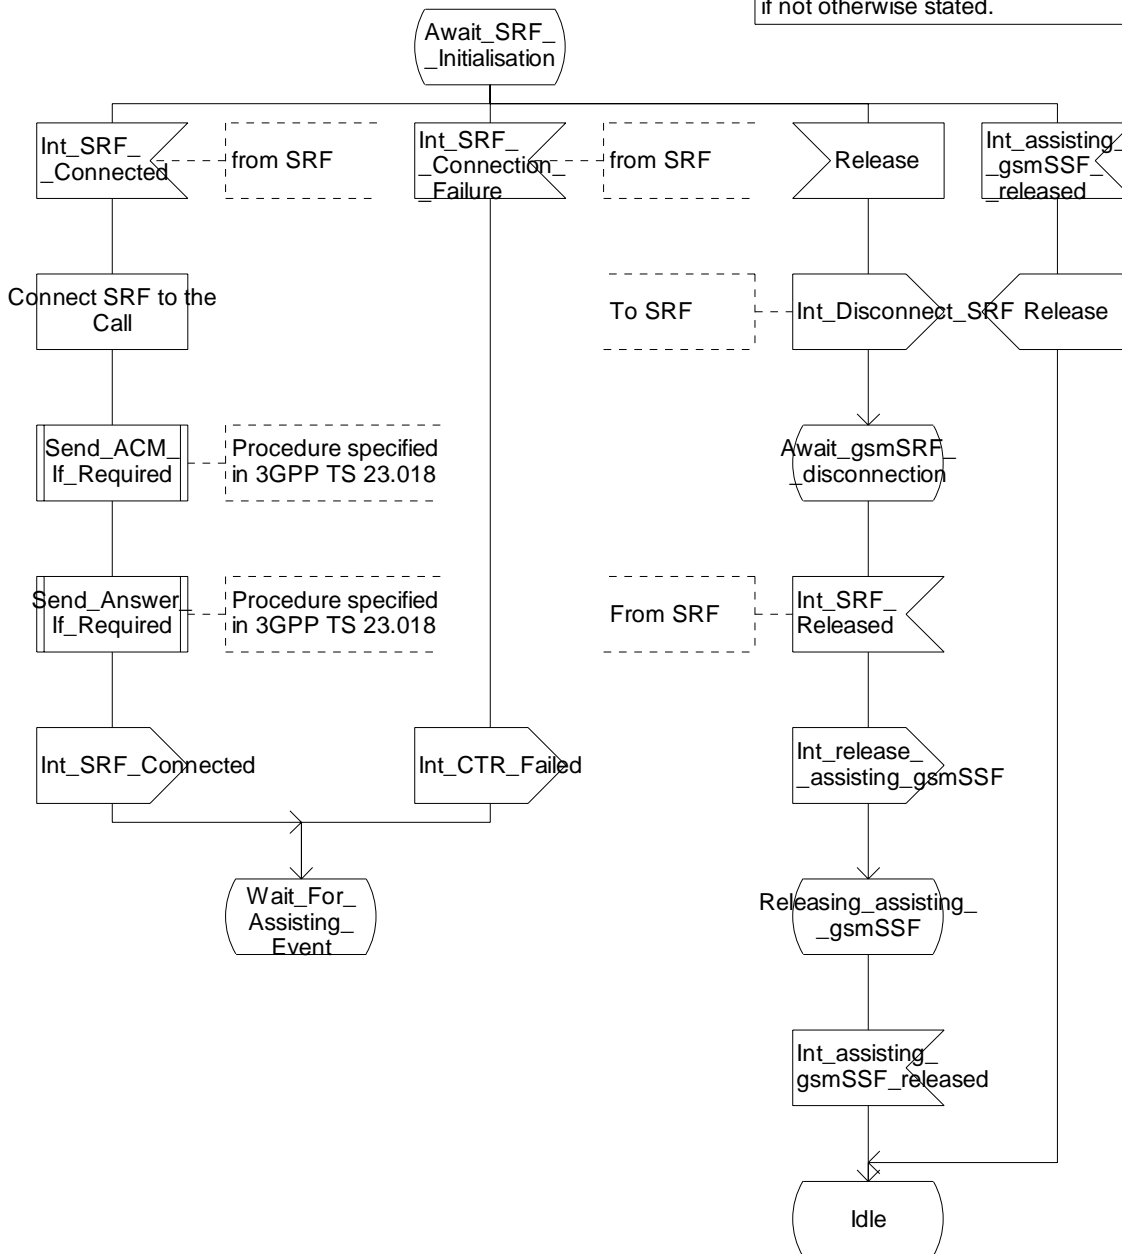 if not otherwise stated.
Await_SRF_
_Initialisation
Int_SRF_
_Connected
from SRF
Int_SRF_
_Connection_
_Failure
from SRF
Release
Int_assisting_
_gsmSSF_
_released
Connect SRF to the
Call
To SRF
Int_Disconnect_SRF
Release
Send_ACM_
If_Required
Procedure specified
in 3GPP TS 23.018
Await_gsmSRF_
_disconnection
Send_Answer_
If_Required
Procedure specified
in 3GPP TS 23.018
From SRF
Int_SRF_
Released
Int_SRF_Connected
Int_CTR_Failed
Int_release_
_assisting_gsmSSF
Wait_For_
Assisting_
Event
Releasing_assisting_
_gsmSSF
Int_assisting_
gsmSSF_released
Idle